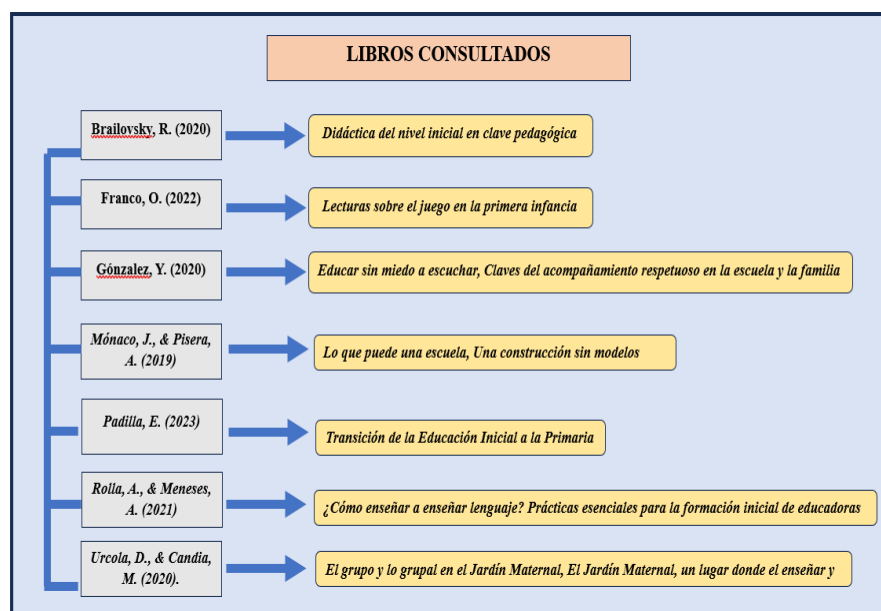 LIBROS CONSULTADOS
Brailovsky, R. (2020)
Didáctica del nivel inicial en clave pedagógica
Franco, O. (2022)
Lecturas sobre el juego en la primera infancia
Gónzalez, Y. (2020)
Educar sin miedo a escuchar, Claves del acompañamiento respetuoso en la escuela y la familia
Mónaco, J., & Pisera,
A. (2019)
Lo que puede una escuela, Una construcción sin modelos
Padilla, E. (2023)
Transición de la Educación Inicial a la Primaria
Rolla, A., & Meneses,
A. (2021)
¿Cómo enseñar a enseñar lenguaje? Prácticas esenciales para la formación inicial de educadoras
Urcola, D., & Candia,
M. (2020).
El grupo y lo grupal en el Jardín Maternal, El Jardín Maternal, un lugar donde el enseñar y